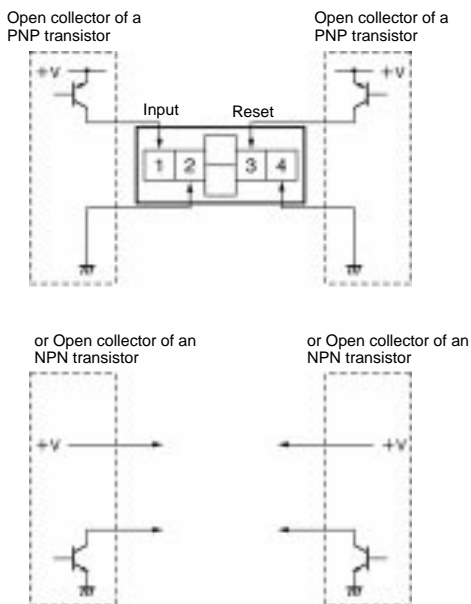 Open collector of a
PNP transistor
Open collector of a
PNP transistor
+V
+V
Input
Reset
1 2 3 4
or Open collector of an
NPN transistor
or Open collector of an
NPN transistor
+V
+V